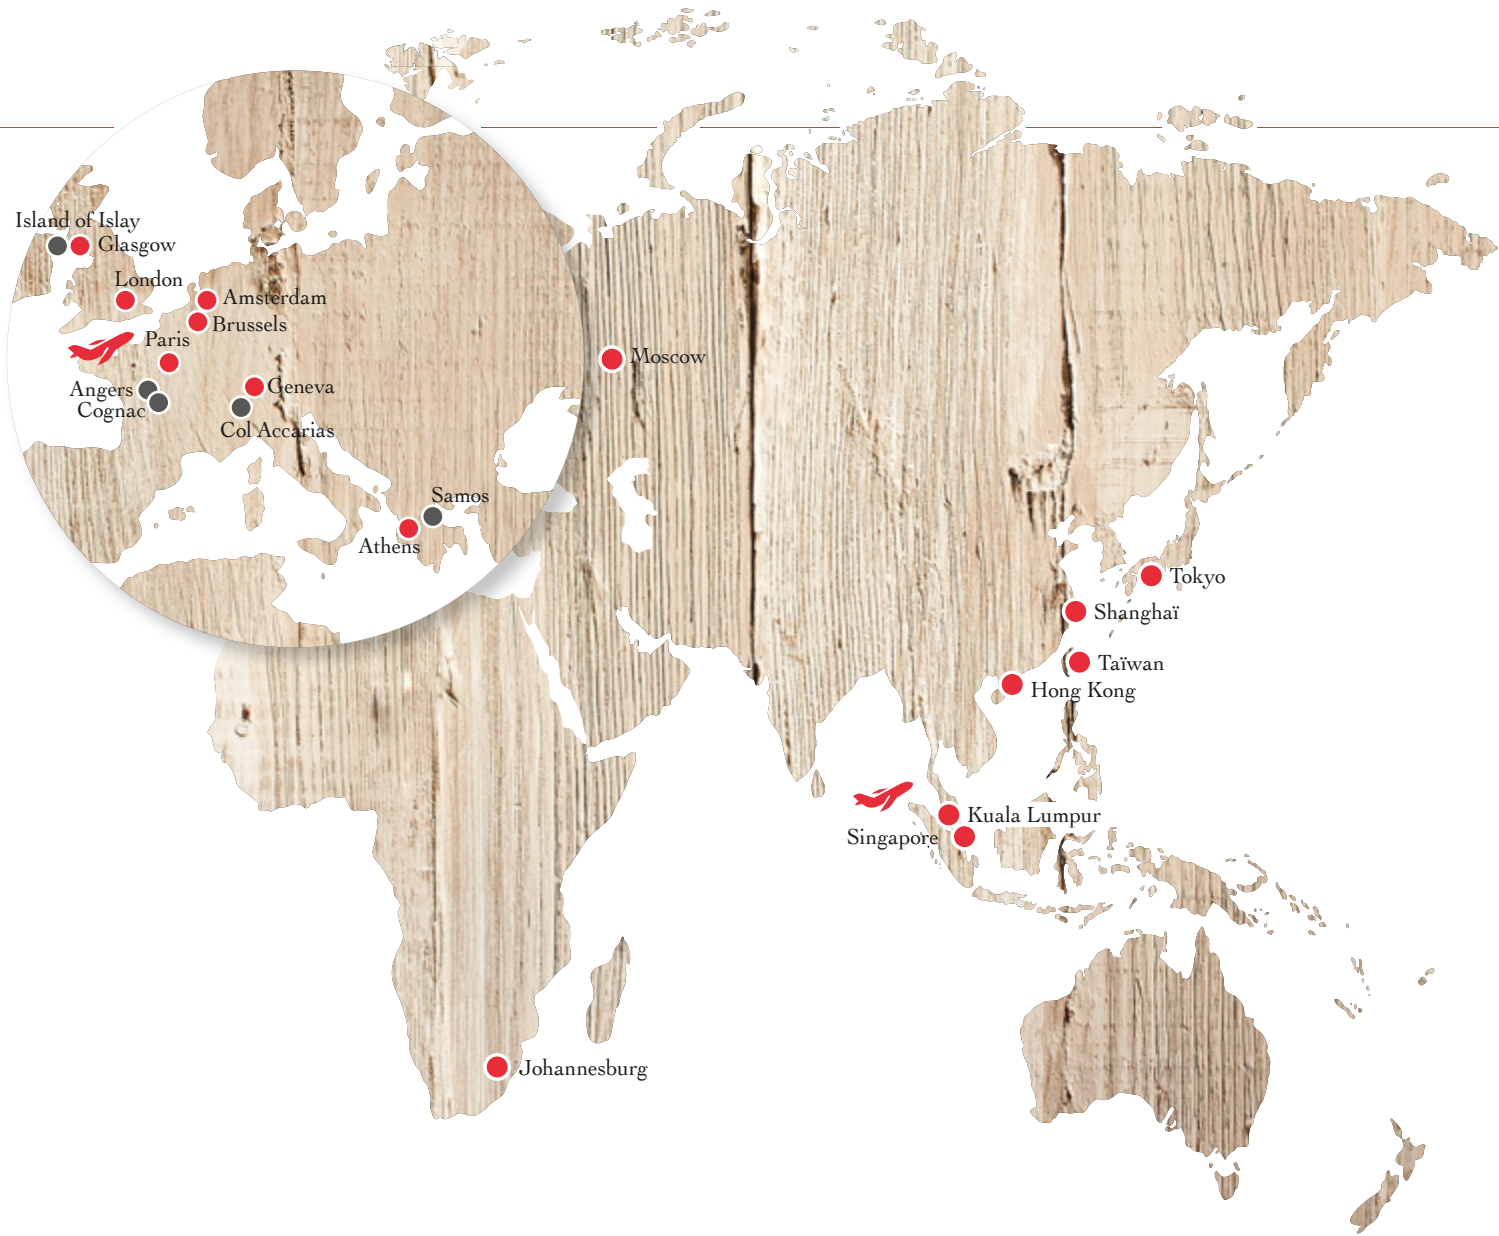 Island of Islay
Glasgow
London
Amsterdam
Brussels
Paris
Moscow
Angers
Geneva
Cognac
Col Accarias
Samos
Athens
Tokyo
Shanghaï
Taïwan
Hong Kong
Kuala Lumpur
Singapore
Johannesburg